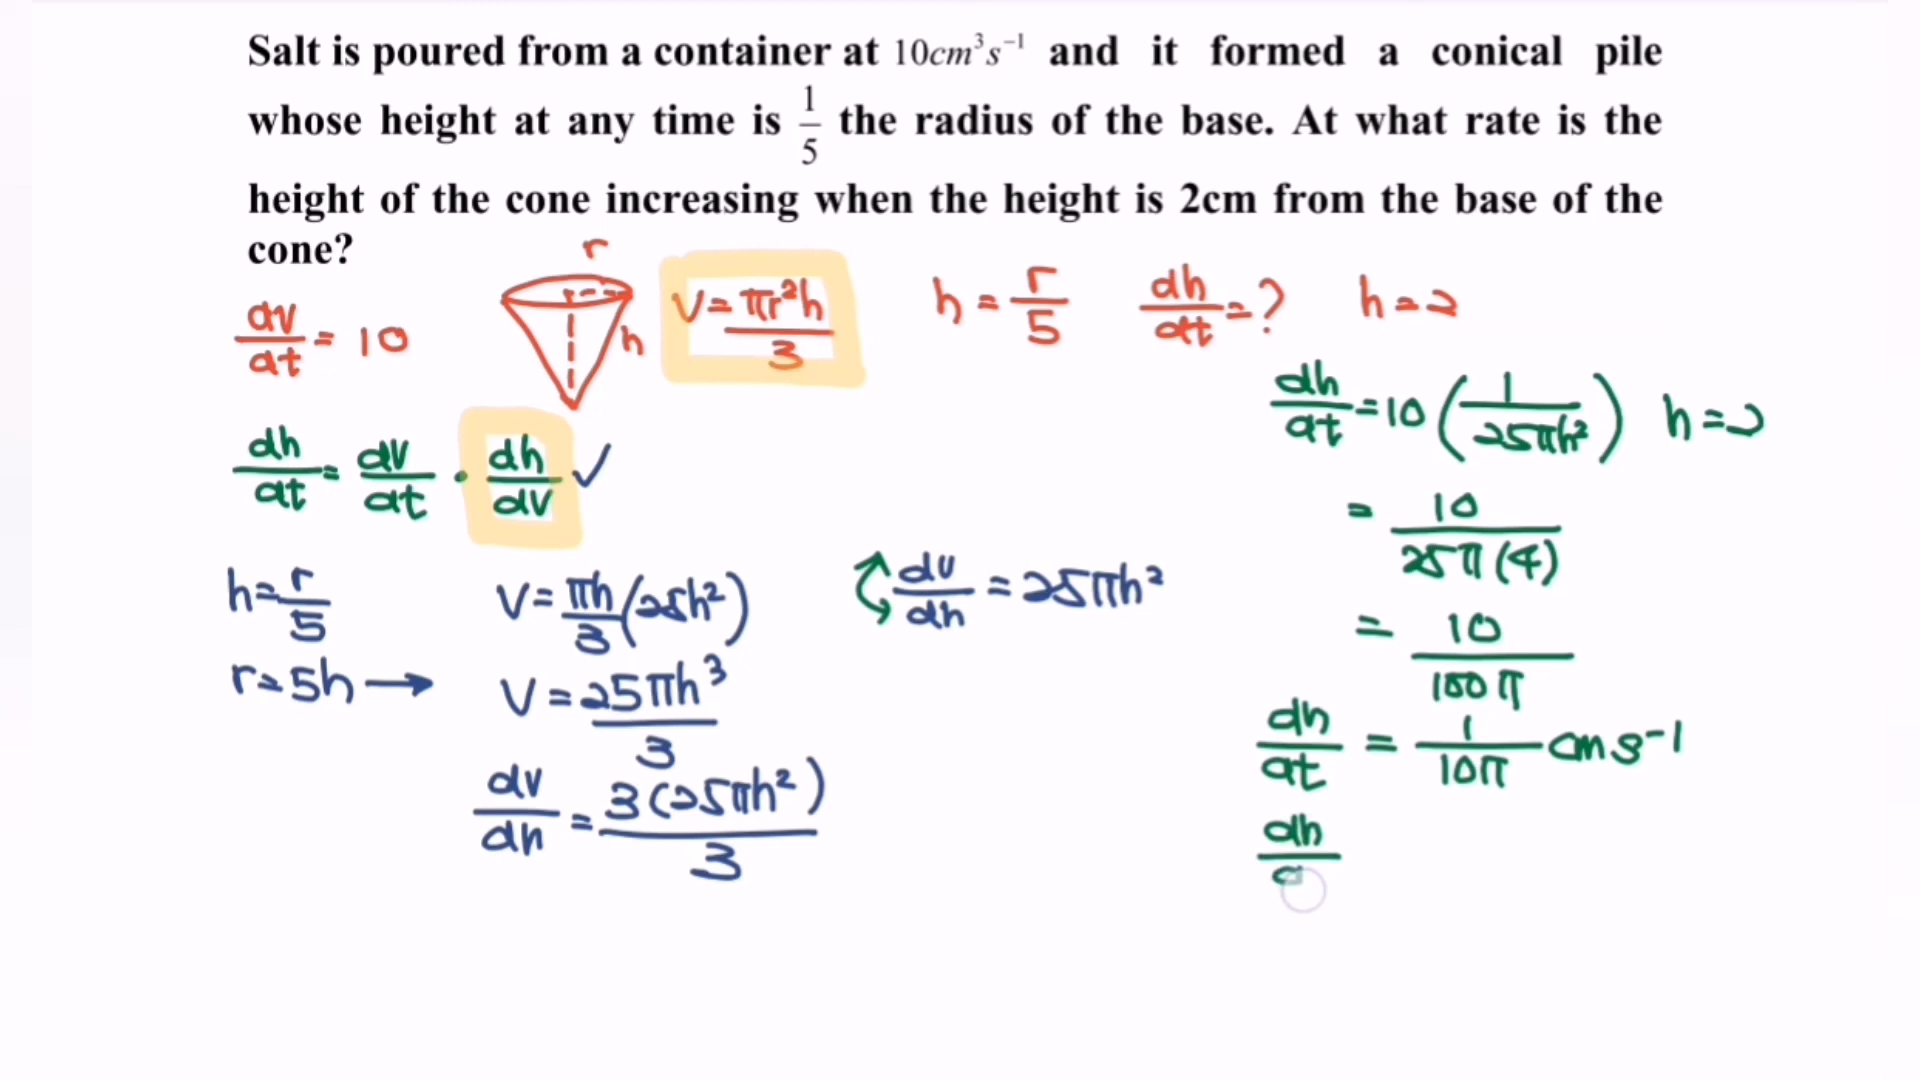 Salt is poured from a container at 10cm³s⁻¹ and it formed a conical pile
whose height at any time is 1/5 the radius of the base. At what rate is the
height of the cone increasing when the height is 2cm from the base of the
cone?
dv/dt = 10
r
h
V = πr²h/3
h = r/5
dh/dt = ?
h = 2
dh/dt = dv/dt · dh/dv ✓
h = r/5
r = 5h →
V = πh/3 (25h²)
V = 25πh³/3
dv/dh = 3(25πh²)/3
dv/dh = 25πh²
dh/dt = 10 (1/25πh²) h = 2
= 10/25π(4)
= 10/100π
dh/dt = 1/10π cm s⁻¹
dh/d